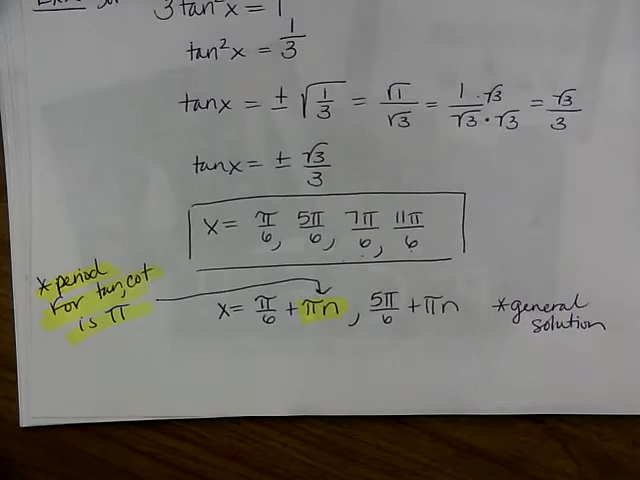 3tan²x = 1
tan²x = 1/3
tanx = ± √(1/3) = √1/√3 = 1·√3/√3·√3 = √3/3
tanx = ± √3/3
x = π/6, 5π/6, 7π/6, 11π/6
*period
for tan, cot
is π
x = π/6 + πn, 5π/6 + πn
*general
solution